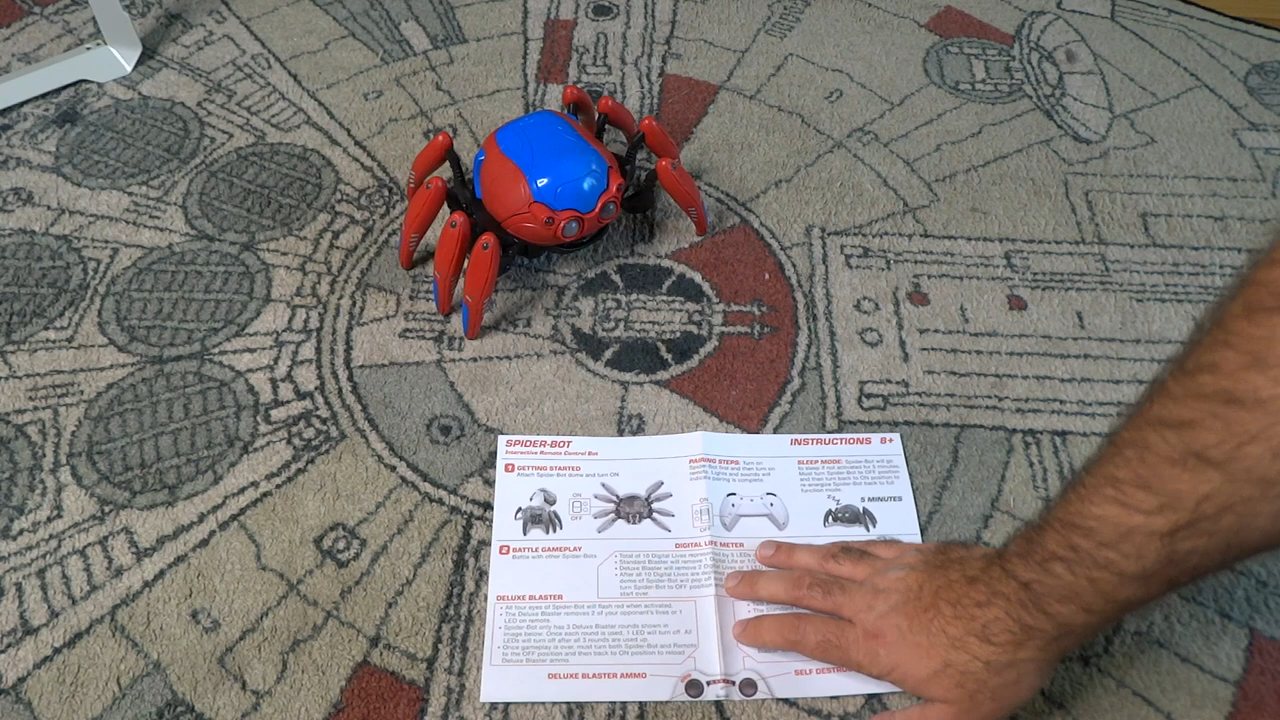 SPIDER-BOT
Interactive Remote Control Bot
INSTRUCTIONS 8+
1 GETTING STARTED
Attach Spider-Bot dome and turn ON
ON
OFF
PAIRING STEPS: Turn on
Spider-Bot first and then turn on
remote. Lights and sounds will
indicate pairing is complete.
ON
OFF
SLEEP MODE: Spider-Bot will go
to sleep if not activated for 5 minutes.
Must turn Spider-Bot to OFF position
and then turn back to ON position to
re-energize Spider-Bot back to full
function mode.
5 MINUTES
2 BATTLE GAMEPLAY
Battle with other Spider-Bots
DIGITAL LIFE METER
• Total of 10 Digital Lives represented by 5 LEDs
• Standard Blaster will remove 1 Digital Life or 1/2
• Deluxe Blaster will remove 2 Digital Lives or 1 LED
• After all 10 Digital Lives are
dome of Spider-Bot will pop off
turn Spider-Bot to OFF position
start over.
DELUXE BLASTER
• All four eyes of Spider-Bot will flash red when activated.
• The Deluxe Blaster removes 2 of your opponent's lives or 1
LED on remote.
• Spider-Bot only has 3 Deluxe Blaster rounds shown in
image below. Once each round is used, 1 LED will turn off. All
LEDs will turn off after all 3 rounds are used up.
• Once gameplay is over, must turn both Spider-Bot and Remote
to the OFF position and then back to ON position to reload
Deluxe Blaster ammo.
• The Standard
DELUXE BLASTER AMMO
SELF DESTRU